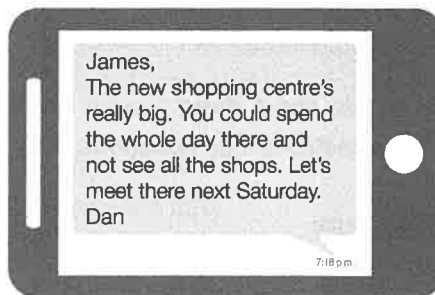 James,
The new shopping centre's
really big. You could spend
the whole day there and
not see all the shops. Let's
meet there next Saturday.
Dan
7:18 pm